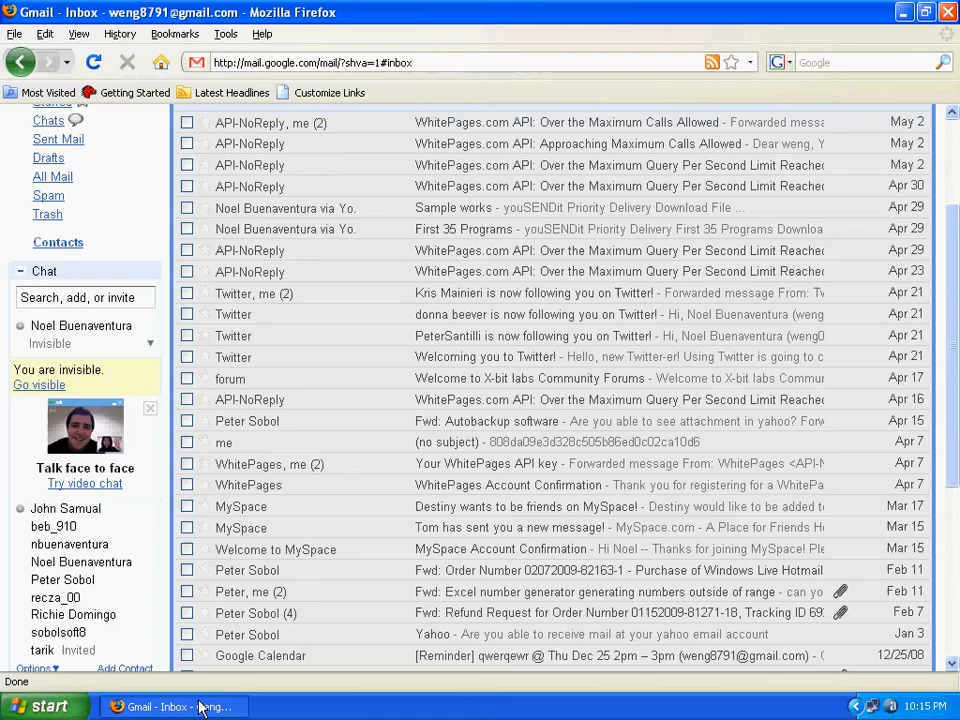 Gmail - Inbox - weng8791@gmail.com - Mozilla Firefox
File Edit View History Bookmarks Tools Help
http://mail.google.com/mail/?shva=1#inbox
Google
Most Visited Getting Started Latest Headlines Customize Links
Starred
Chats
Sent Mail
Drafts
All Mail
Spam
Trash
Contacts
Chat
Search, add, or invite
Noel Buenaventura
Invisible
You are invisible.
Go visible
Talk face to face
Try video chat
John Samual
beb_910
nbuenaventura
Noel Buenaventura
Peter Sobol
recza_00
Richie Domingo
sobolsoft8
tarik Invited
Options Add Contact
API-NoReply, me (2) WhitePages.com API: Over the Maximum Calls Allowed - Forwarded messa May 2
API-NoReply WhitePages.com API: Approaching Maximum Calls Allowed - Dear weng, Y May 2
API-NoReply WhitePages.com API: Over the Maximum Query Per Second Limit Reached May 2
API-NoReply WhitePages.com API: Over the Maximum Query Per Second Limit Reached Apr 30
Noel Buenaventura via Yo. Sample works - youSENDit Priority Delivery Download File ... Apr 29
Noel Buenaventura via Yo. First 35 Programs - youSENDit Priority Delivery First 35 Programs Downloa Apr 29
API-NoReply WhitePages.com API: Over the Maximum Query Per Second Limit Reached Apr 29
API-NoReply WhitePages.com API: Over the Maximum Query Per Second Limit Reached Apr 23
Twitter, me (2) Kris Mainieri is now following you on Twitter! - Forwarded message From: Tv Apr 21
Twitter donna beever is now following you on Twitter! - Hi, Noel Buenaventura (weng Apr 21
Twitter PeterSantilli is now following you on Twitter! - Hi, Noel Buenaventura (weng0 Apr 21
Twitter Welcoming you to Twitter! - Hello, new Twitter-er! Using Twitter is going to c Apr 21
forum Welcome to X-bit labs Community Forums - Welcome to X-bit labs Commur Apr 17
API-NoReply WhitePages.com API: Over the Maximum Query Per Second Limit Reached Apr 16
Peter Sobol Fwd: Autobackup software - Are you able to see attachment in yahoo? Forw Apr 15
me (no subject) - 808da09e3d328c505b86ed0c02ca10d6 Apr 7
WhitePages, me (2) Your WhitePages API key - Forwarded message From: WhitePages <API-N Apr 7
WhitePages WhitePages Account Confirmation - Thank you for registering for a WhitePa Apr 7
MySpace Destiny wants to be friends on MySpace! - Destiny would like to be added t Mar 17
MySpace Tom has sent you a new message! - MySpace.com - A Place for Friends H Mar 15
Welcome to MySpace MySpace Account Confirmation - Hi Noel -- Thanks for joining MySpace! Ple Mar 15
Peter Sobol Fwd: Order Number 02072009-82163-1 - Purchase of Windows Live Hotmail Feb 11
Peter, me (2) Fwd: Excel number generator generating numbers outside of range - can yo Feb 11
Peter Sobol (4) Fwd: Refund Request for Order Number 01152009-81271-18, Tracking ID 69 Feb 7
Peter Sobol Yahoo - Are you able to receive mail at your yahoo email account Jan 3
Google Calendar [Reminder] qwerqewr @ Thu Dec 25 2pm – 3pm (weng8791@gmail.com) - 12/25/08
Done
start Gmail - Inbox - weng... 10:15 PM